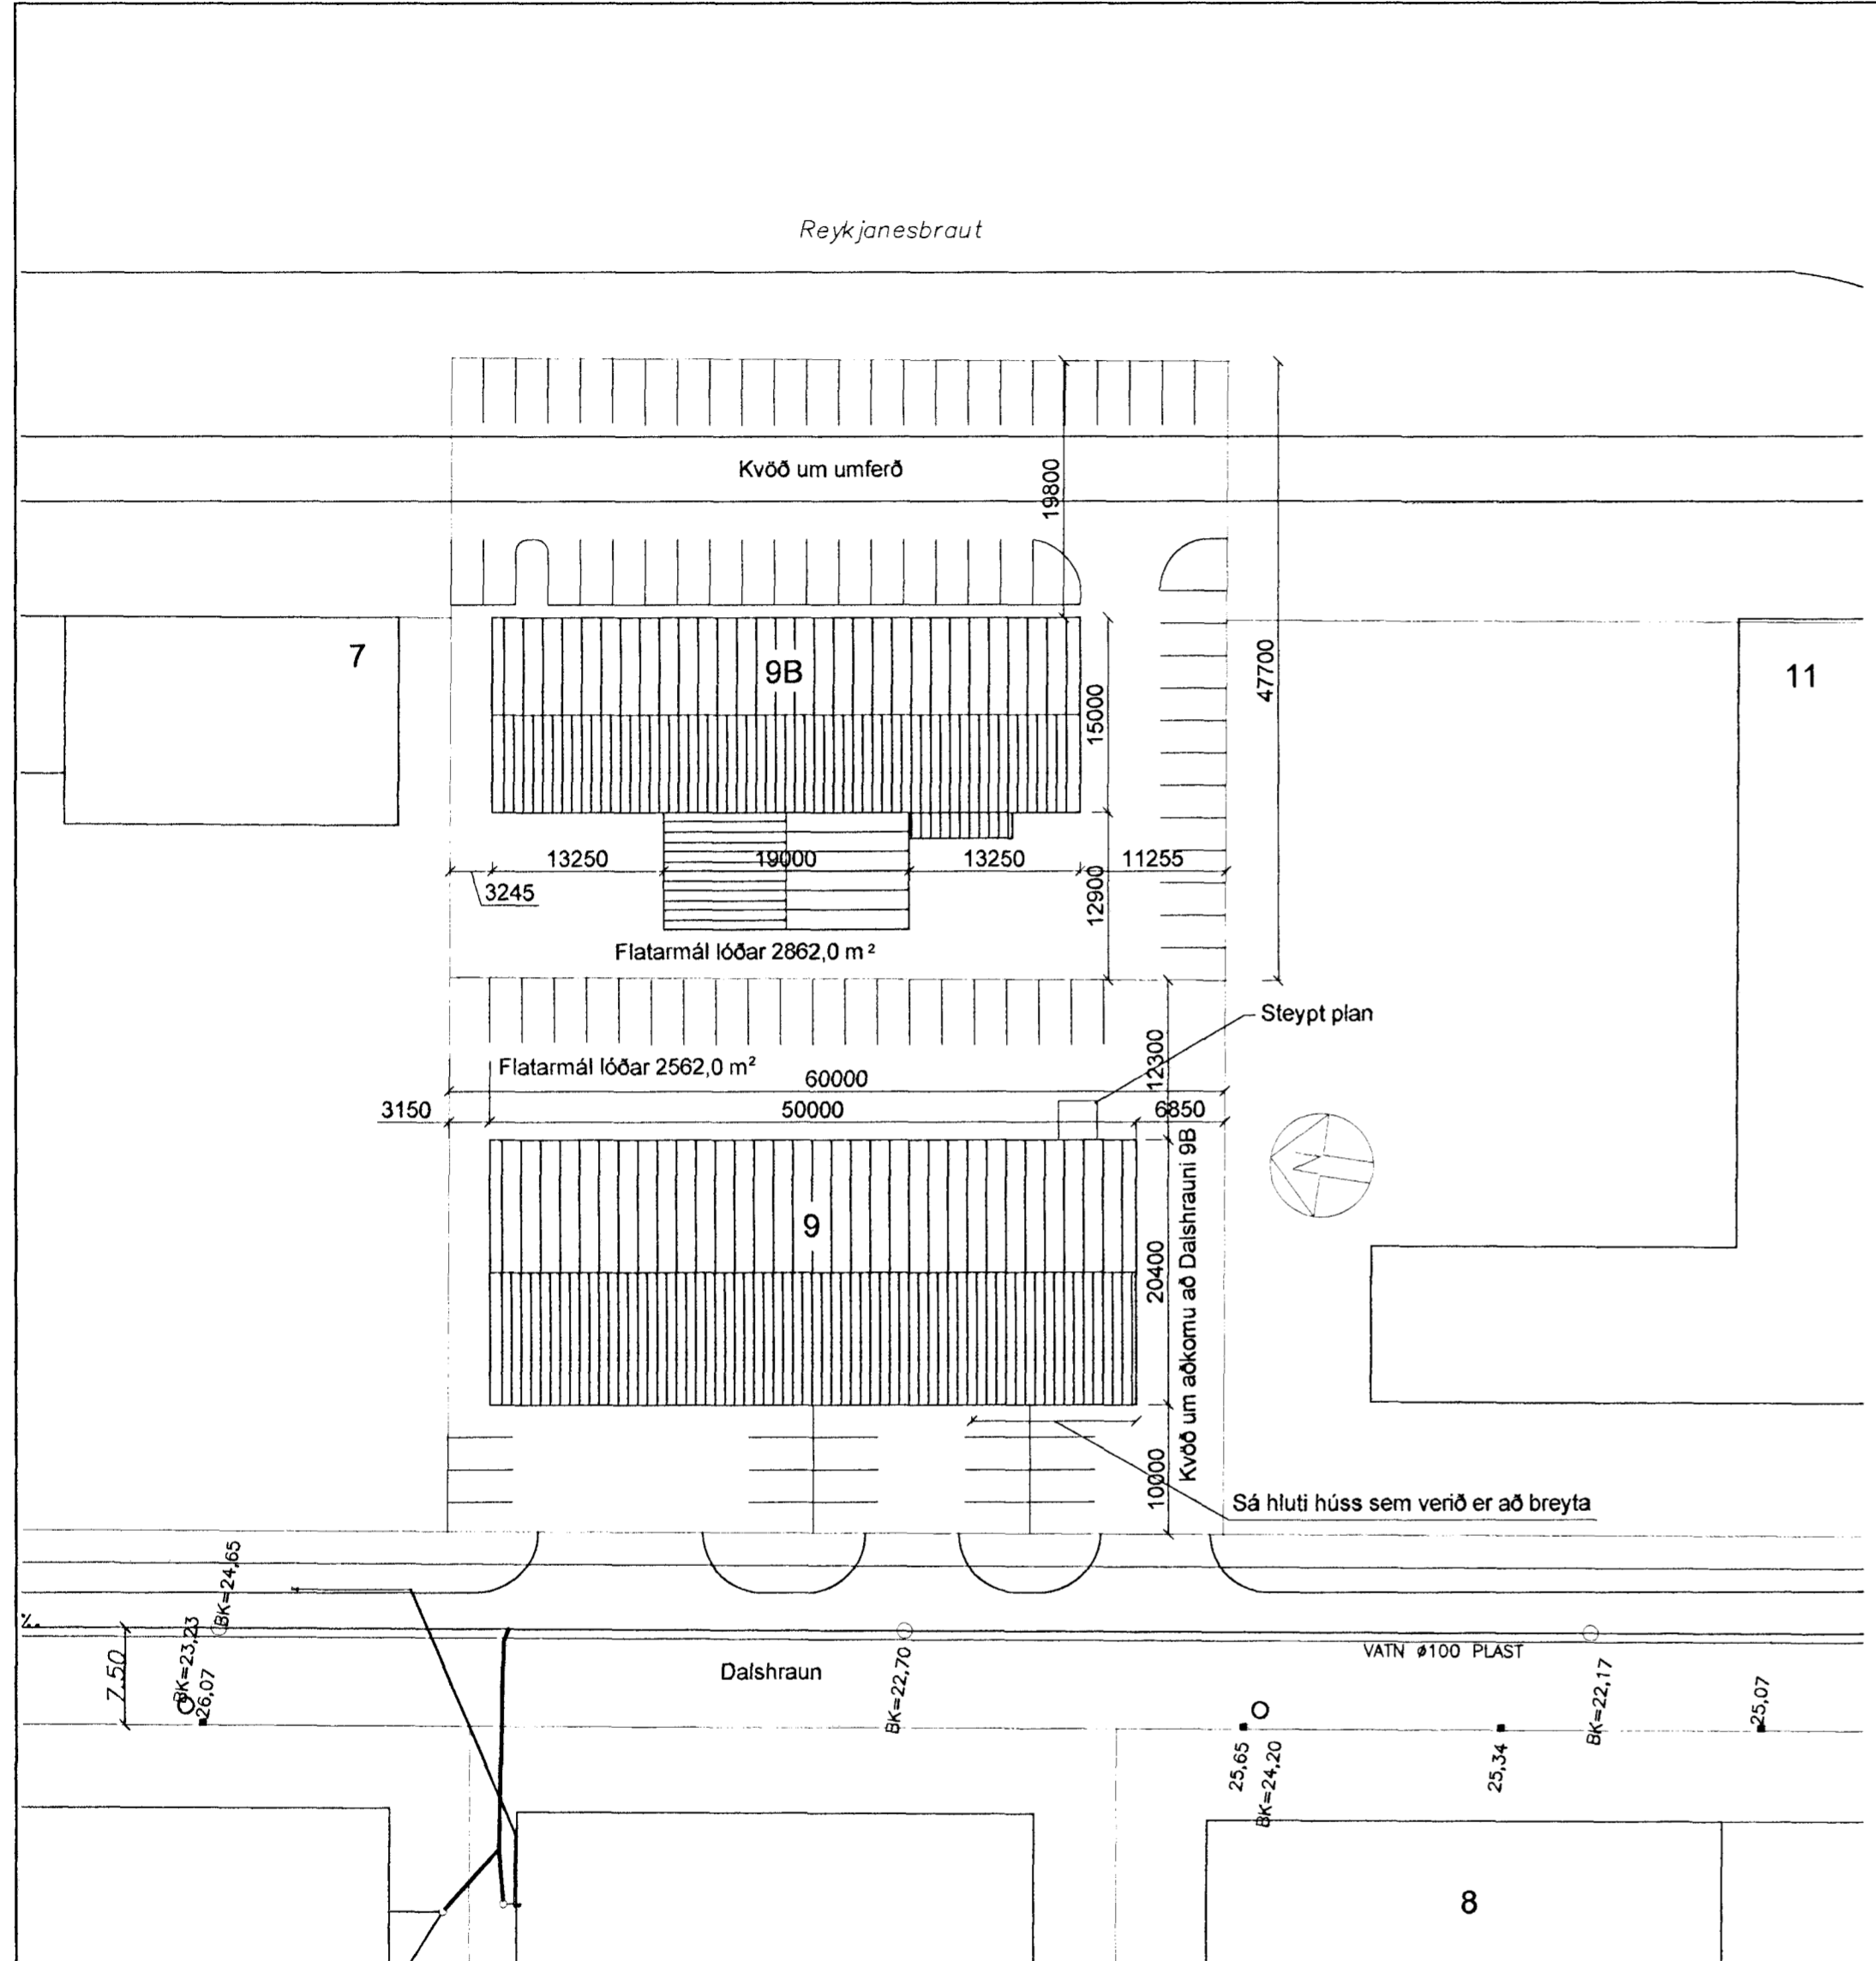 Reykjanesbraut
Kvöð um umferð
19800
7
9B
11
47700
15000
13250
19000
13250
11255
3245
12900
Flatarmál lóðar 2862,0 m²
Steypt plan
12300
Flatarmál lóðar 2562,0 m²
60000
3150
50000
6850
9
20400
Kvöð um aðkomu að Dalshrauni 9B
10000
Sá hluti húss sem verið er að breyta
BK=24,65
‰
7.50
BK=23,23
26,07
Dalshraun
BK=22,70
VATN ø100 PLAST
BK=22,17
25,07
25,65
BK=24,20
25,34
8
N